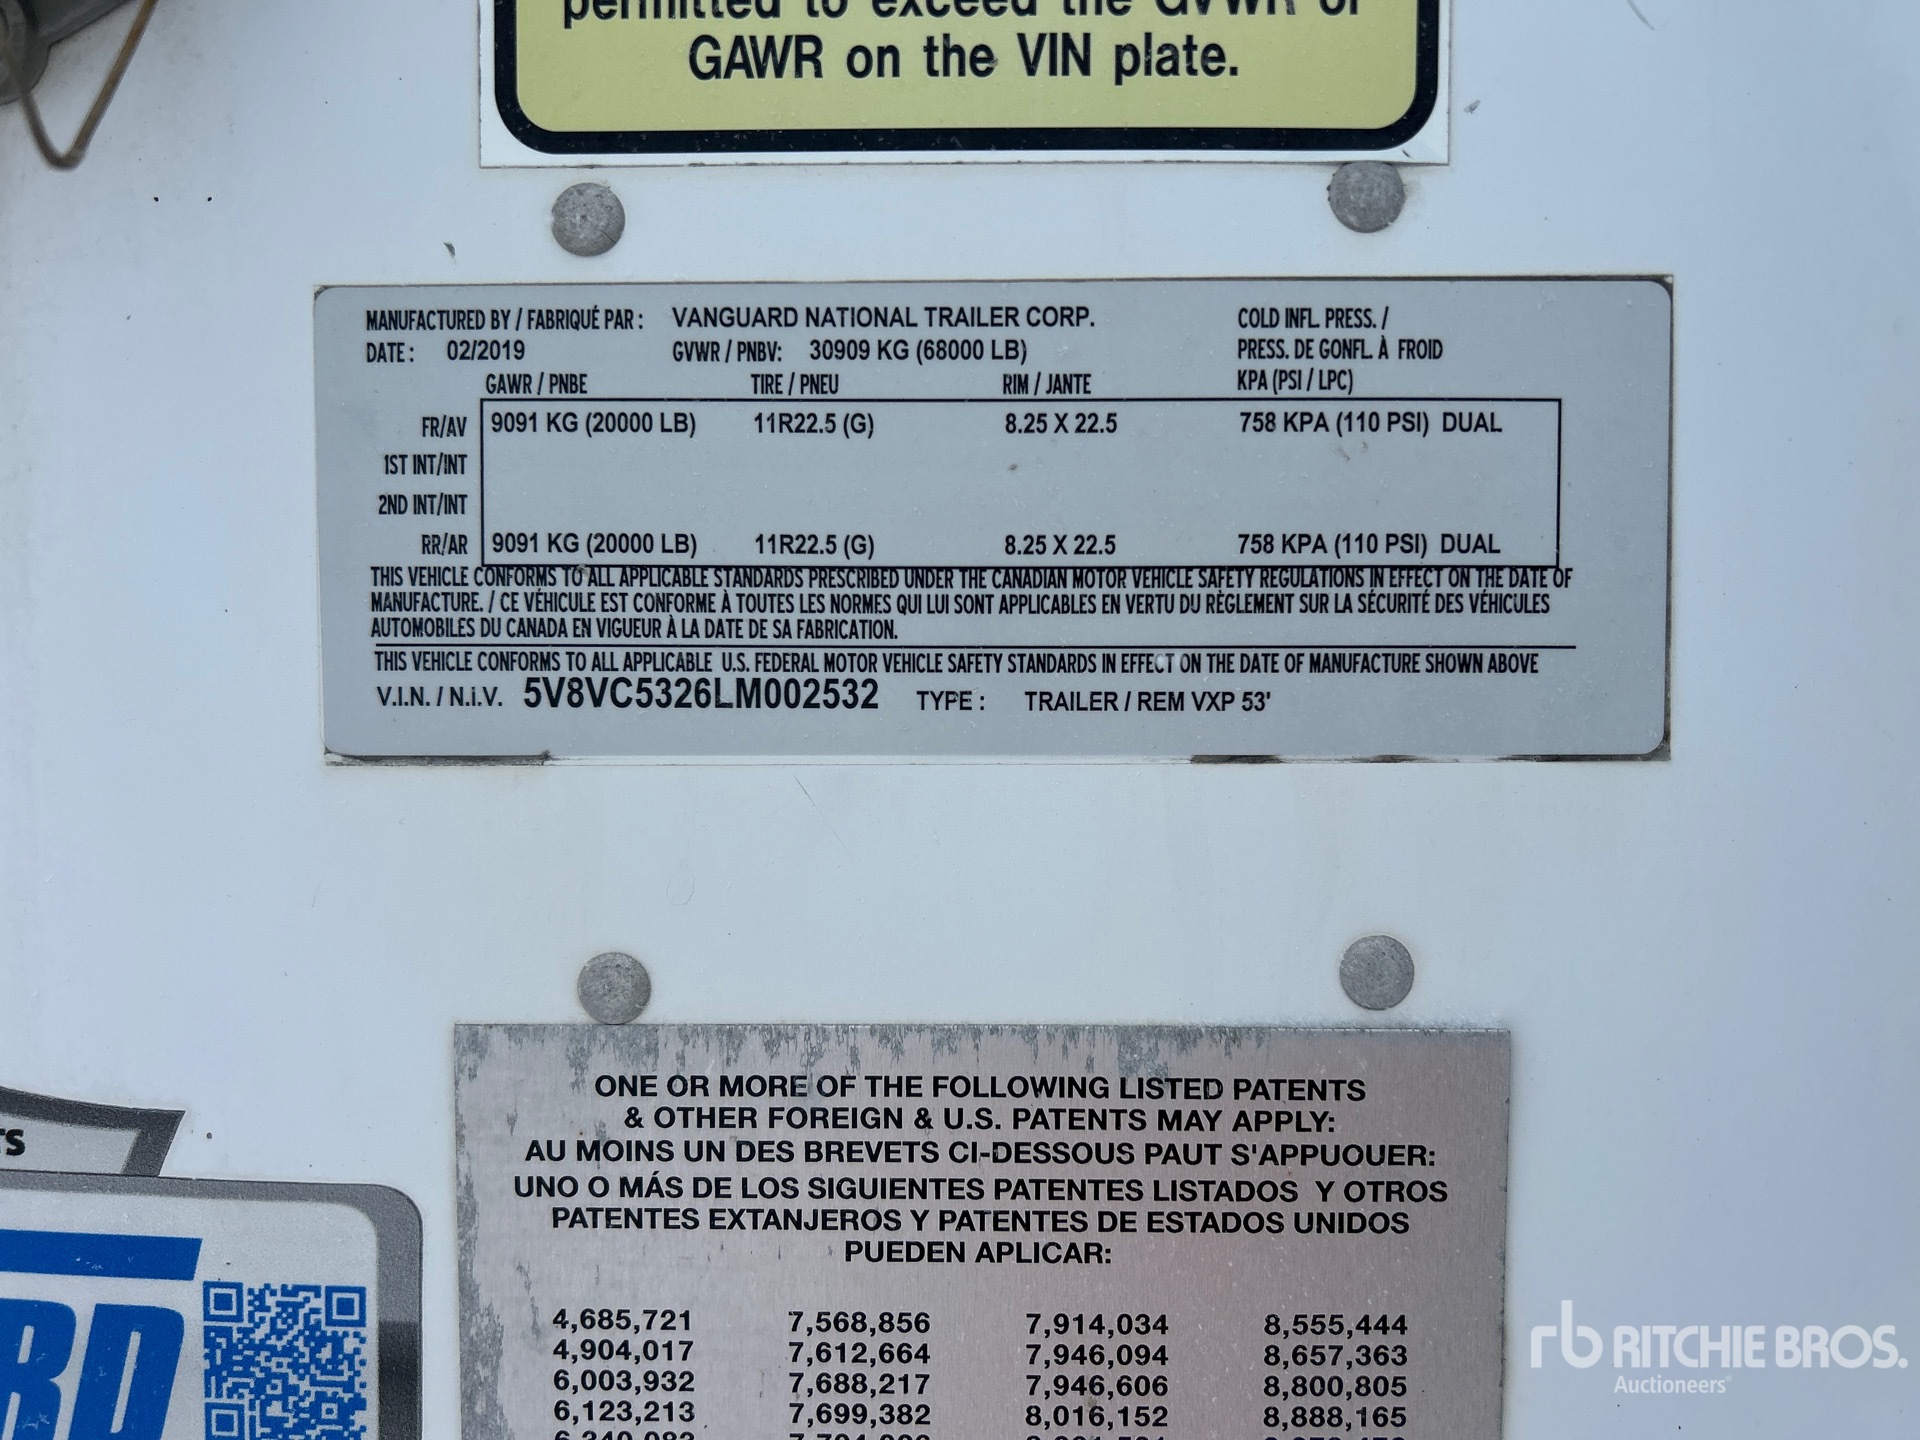 permitted to exceed the GVWR or
GAWR on the VIN plate.
MANUFACTURED BY / FABRIQUÉ PAR : VANGUARD NATIONAL TRAILER CORP. COLD INFL. PRESS. /
DATE : 02/2019 GVWR / PNBV: 30909 KG (68000 LB) PRESS. DE GONFL. À FROID
GAWR / PNBE TIRE / PNEU RIM / JANTE KPA (PSI / LPC)
FR/AV 9091 KG (20000 LB) 11R22.5 (G) 8.25 X 22.5 758 KPA (110 PSI) DUAL
1ST INT/INT
2ND INT/INT
RR/AR 9091 KG (20000 LB) 11R22.5 (G) 8.25 X 22.5 758 KPA (110 PSI) DUAL
THIS VEHICLE CONFORMS TO ALL APPLICABLE STANDARDS PRESCRIBED UNDER THE CANADIAN MOTOR VEHICLE SAFETY REGULATIONS IN EFFECT ON THE DATE OF
MANUFACTURE. / CE VÉHICULE EST CONFORME À TOUTES LES NORMES QUI LUI SONT APPLICABLES EN VERTU DU RÈGLEMENT SUR LA SÉCURITÉ DES VÉHICULES
AUTOMOBILES DU CANADA EN VIGUEUR À LA DATE DE SA FABRICATION.
THIS VEHICLE CONFORMS TO ALL APPLICABLE U.S. FEDERAL MOTOR VEHICLE SAFETY STANDARDS IN EFFECT ON THE DATE OF MANUFACTURE SHOWN ABOVE
V.I.N. / N.i.V. 5V8VC5326LM002532 TYPE : TRAILER / REM VXP 53'
ONE OR MORE OF THE FOLLOWING LISTED PATENTS
& OTHER FOREIGN & U.S. PATENTS MAY APPLY:
AU MOINS UN DES BREVETS CI-DESSOUS PAUT S'APPUOUER:
UNO O MÁS DE LOS SIGUIENTES PATENTES LISTADOS Y OTROS
PATENTES EXTANJEROS Y PATENTES DE ESTADOS UNIDOS
PUEDEN APLICAR:
4,685,721 7,568,856 7,914,034 8,555,444
4,904,017 7,612,664 7,946,094 8,657,363
6,003,932 7,688,217 7,946,606 8,800,805
6,123,213 7,699,382 8,016,152 8,888,165
TS
RD
rb RITCHIE BROS.
Auctioneers